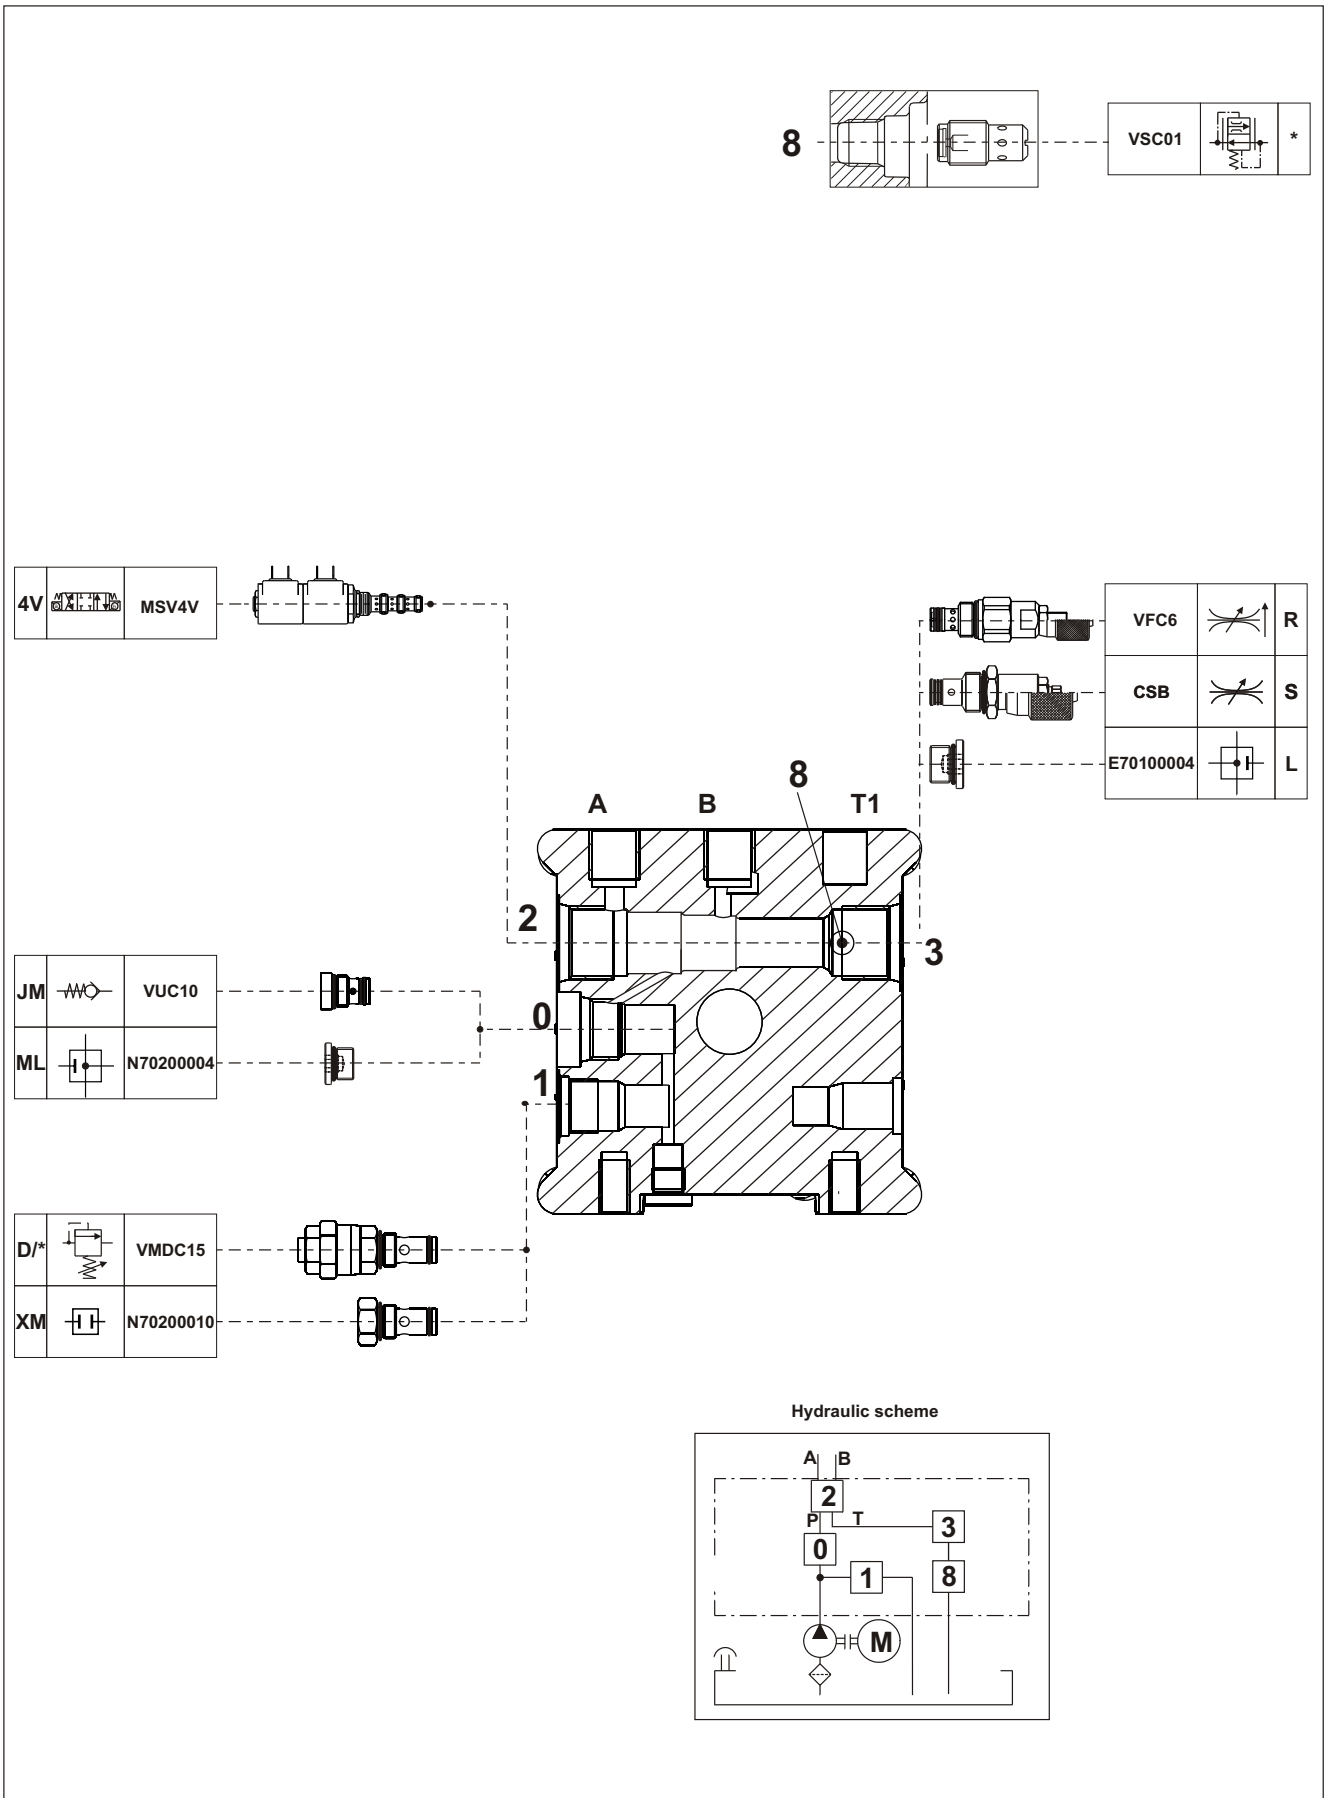 8
VSC01 *
4V MSV4V
VFC6 R
CSB S
E70100004 L
8
A B T1
2
3
JM VUC10
0
ML N70200004
1
D/* VMDC15
XM N70200010
Hydraulic scheme
A B
2
P T
3
0
1
8
M